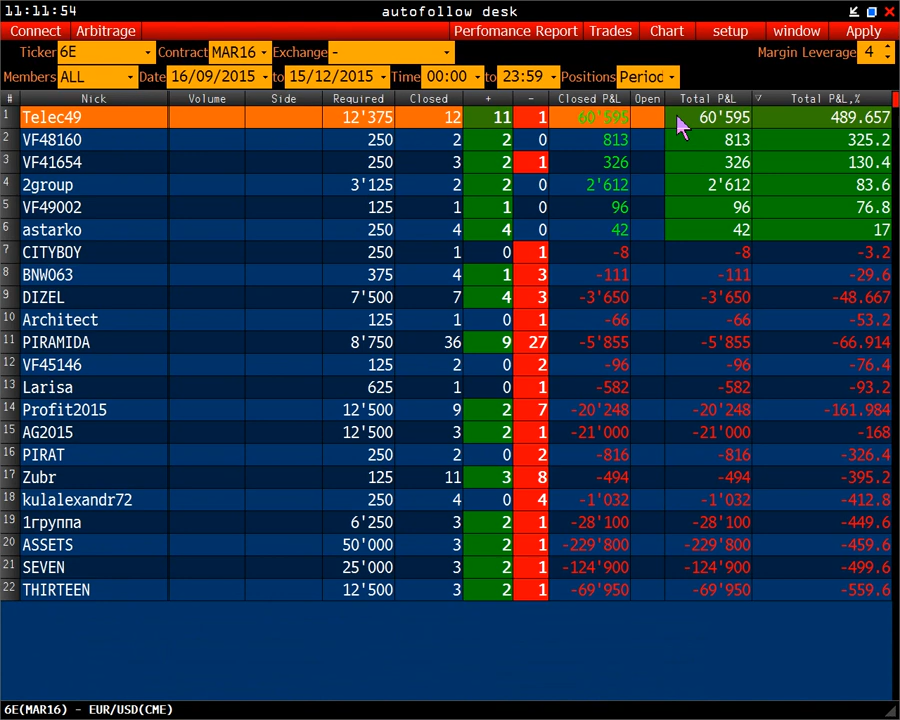 11:11:54 autofollow desk
Connect Arbitrage Perfomance Report Trades Chart setup window Apply
Ticker 6E Contract MAR16 Exchange - Margin Leverage 4
Members ALL Date 16/09/2015 to 15/12/2015 Time 00:00 to 23:59 Positions Period
# Nick Volume Side Required Closed + - Closed P&L Open Total P&L Total P&L,%
1 Telec49 12'375 12 11 1 60'595 60'595 489.657
2 VF48160 250 2 2 0 813 813 325.2
3 VF41654 250 3 2 1 326 326 130.4
4 2group 3'125 2 2 0 2'612 2'612 83.6
5 VF49002 125 1 1 0 96 96 76.8
6 astarko 250 4 4 0 42 42 17
7 CITYBOY 250 1 0 1 -8 -8 -3.2
8 BNW063 375 4 1 3 -111 -111 -29.6
9 DIZEL 7'500 7 4 3 -3'650 -3'650 -48.667
10 Architect 125 1 0 1 -66 -66 -53.2
11 PIRAMIDA 8'750 36 9 27 -5'855 -5'855 -66.914
12 VF45146 125 2 0 2 -96 -96 -76.4
13 Larisa 625 1 0 1 -582 -582 -93.2
14 Profit2015 12'500 9 2 7 -20'248 -20'248 -161.984
15 AG2015 12'500 3 2 1 -21'000 -21'000 -168
16 PIRAT 250 2 0 2 -816 -816 -326.4
17 Zubr 125 11 3 8 -494 -494 -395.2
18 kulalexandr72 250 4 0 4 -1'032 -1'032 -412.8
19 1группа 6'250 3 2 1 -28'100 -28'100 -449.6
20 ASSETS 50'000 3 2 1 -229'800 -229'800 -459.6
21 SEVEN 25'000 3 2 1 -124'900 -124'900 -499.6
22 THIRTEEN 12'500 3 2 1 -69'950 -69'950 -559.6
6E(MAR16) - EUR/USD(CME)